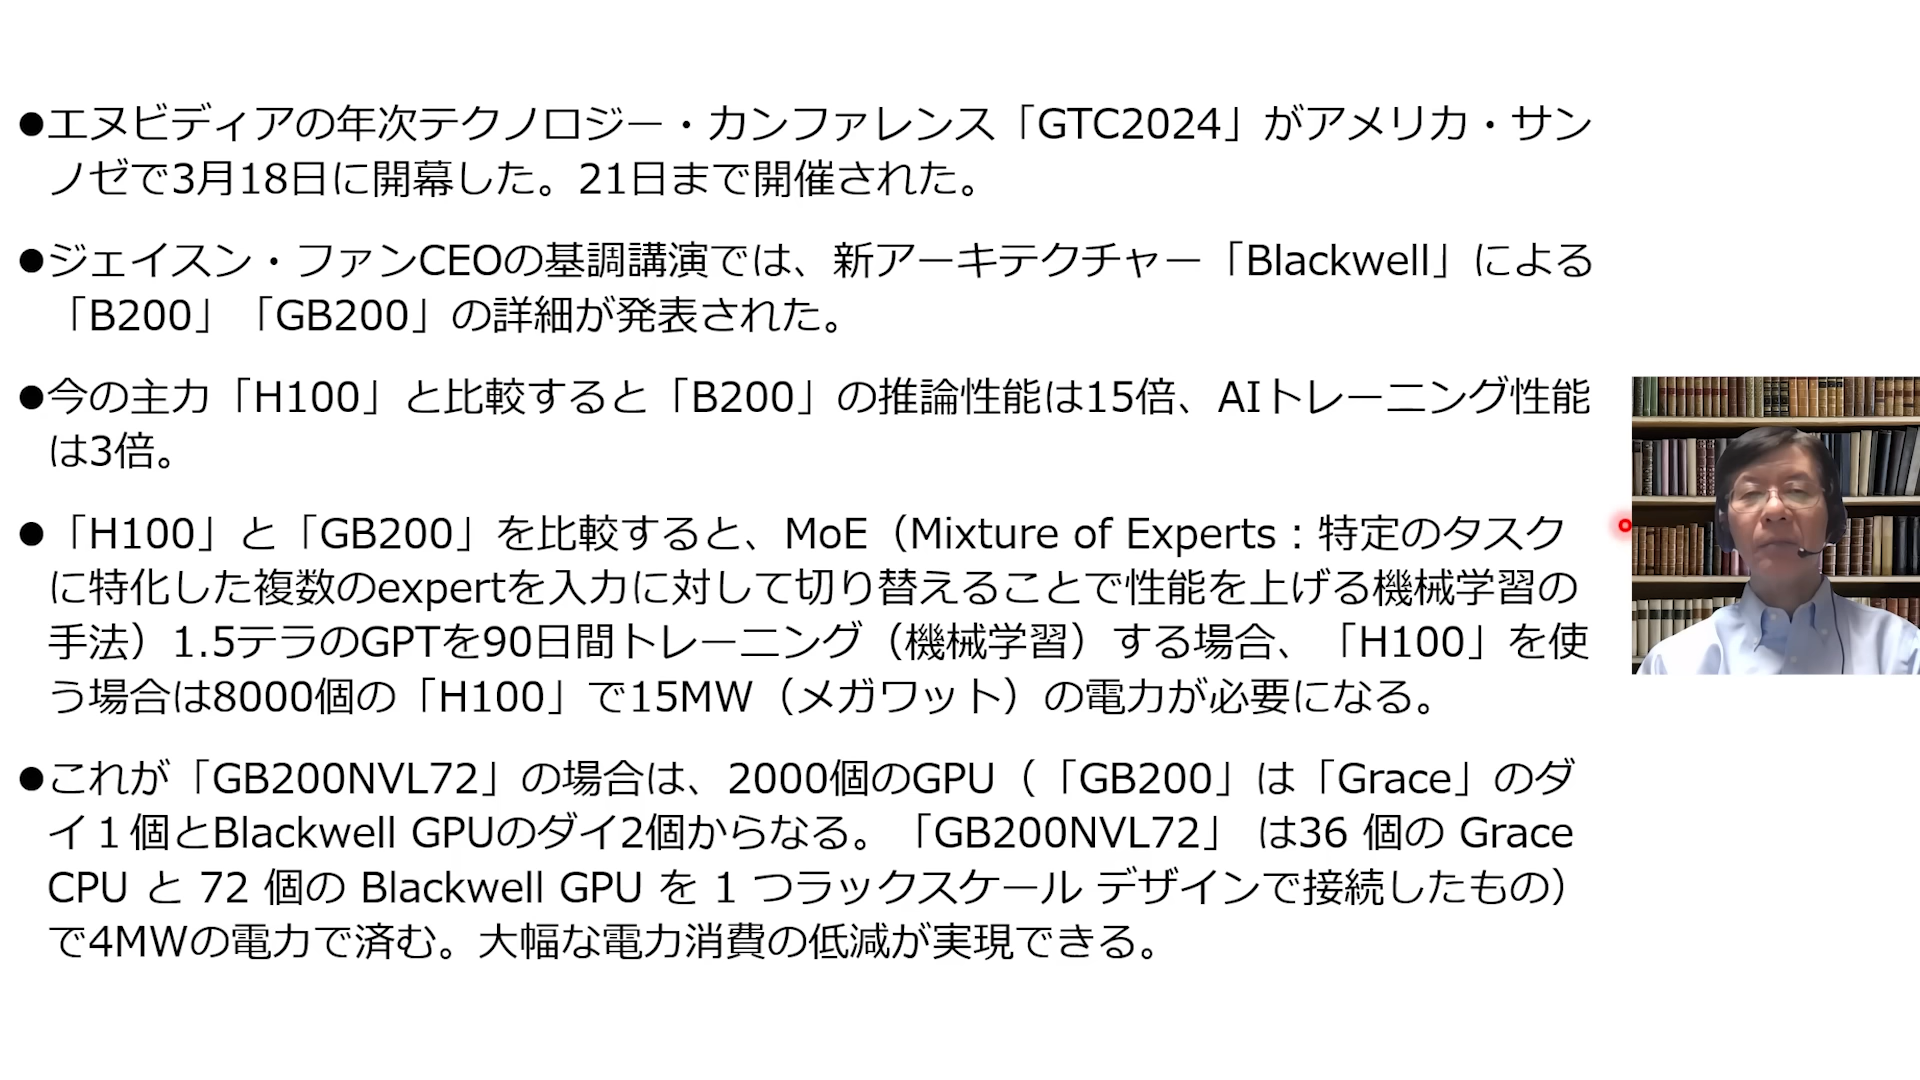 ●エヌビディアの年次テクノロジー・カンファレンス「GTC2024」がアメリカ・サン
ノゼで3月18日に開幕した。21日まで開催された。
●ジェイスン・ファンCEOの基調講演では、新アーキテクチャー「Blackwell」による
「B200」「GB200」の詳細が発表された。
●今の主力「H100」と比較すると「B200」の推論性能は15倍、AIトレーニング性能
は3倍。
●「H100」と「GB200」を比較すると、MoE（Mixture of Experts：特定のタスク
に特化した複数のexpertを入力に対して切り替えることで性能を上げる機械学習の
手法）1.5テラのGPTを90日間トレーニング（機械学習）する場合、「H100」を使
う場合は8000個の「H100」で15MW（メガワット）の電力が必要になる。
●これが「GB200NVL72」の場合は、2000個のGPU（「GB200」は「Grace」のダ
イ１個とBlackwell GPUのダイ2個からなる。「GB200NVL72」 は36 個の Grace
CPU と 72 個の Blackwell GPU を 1 つラックスケール デザインで接続したもの）
で4MWの電力で済む。大幅な電力消費の低減が実現できる。